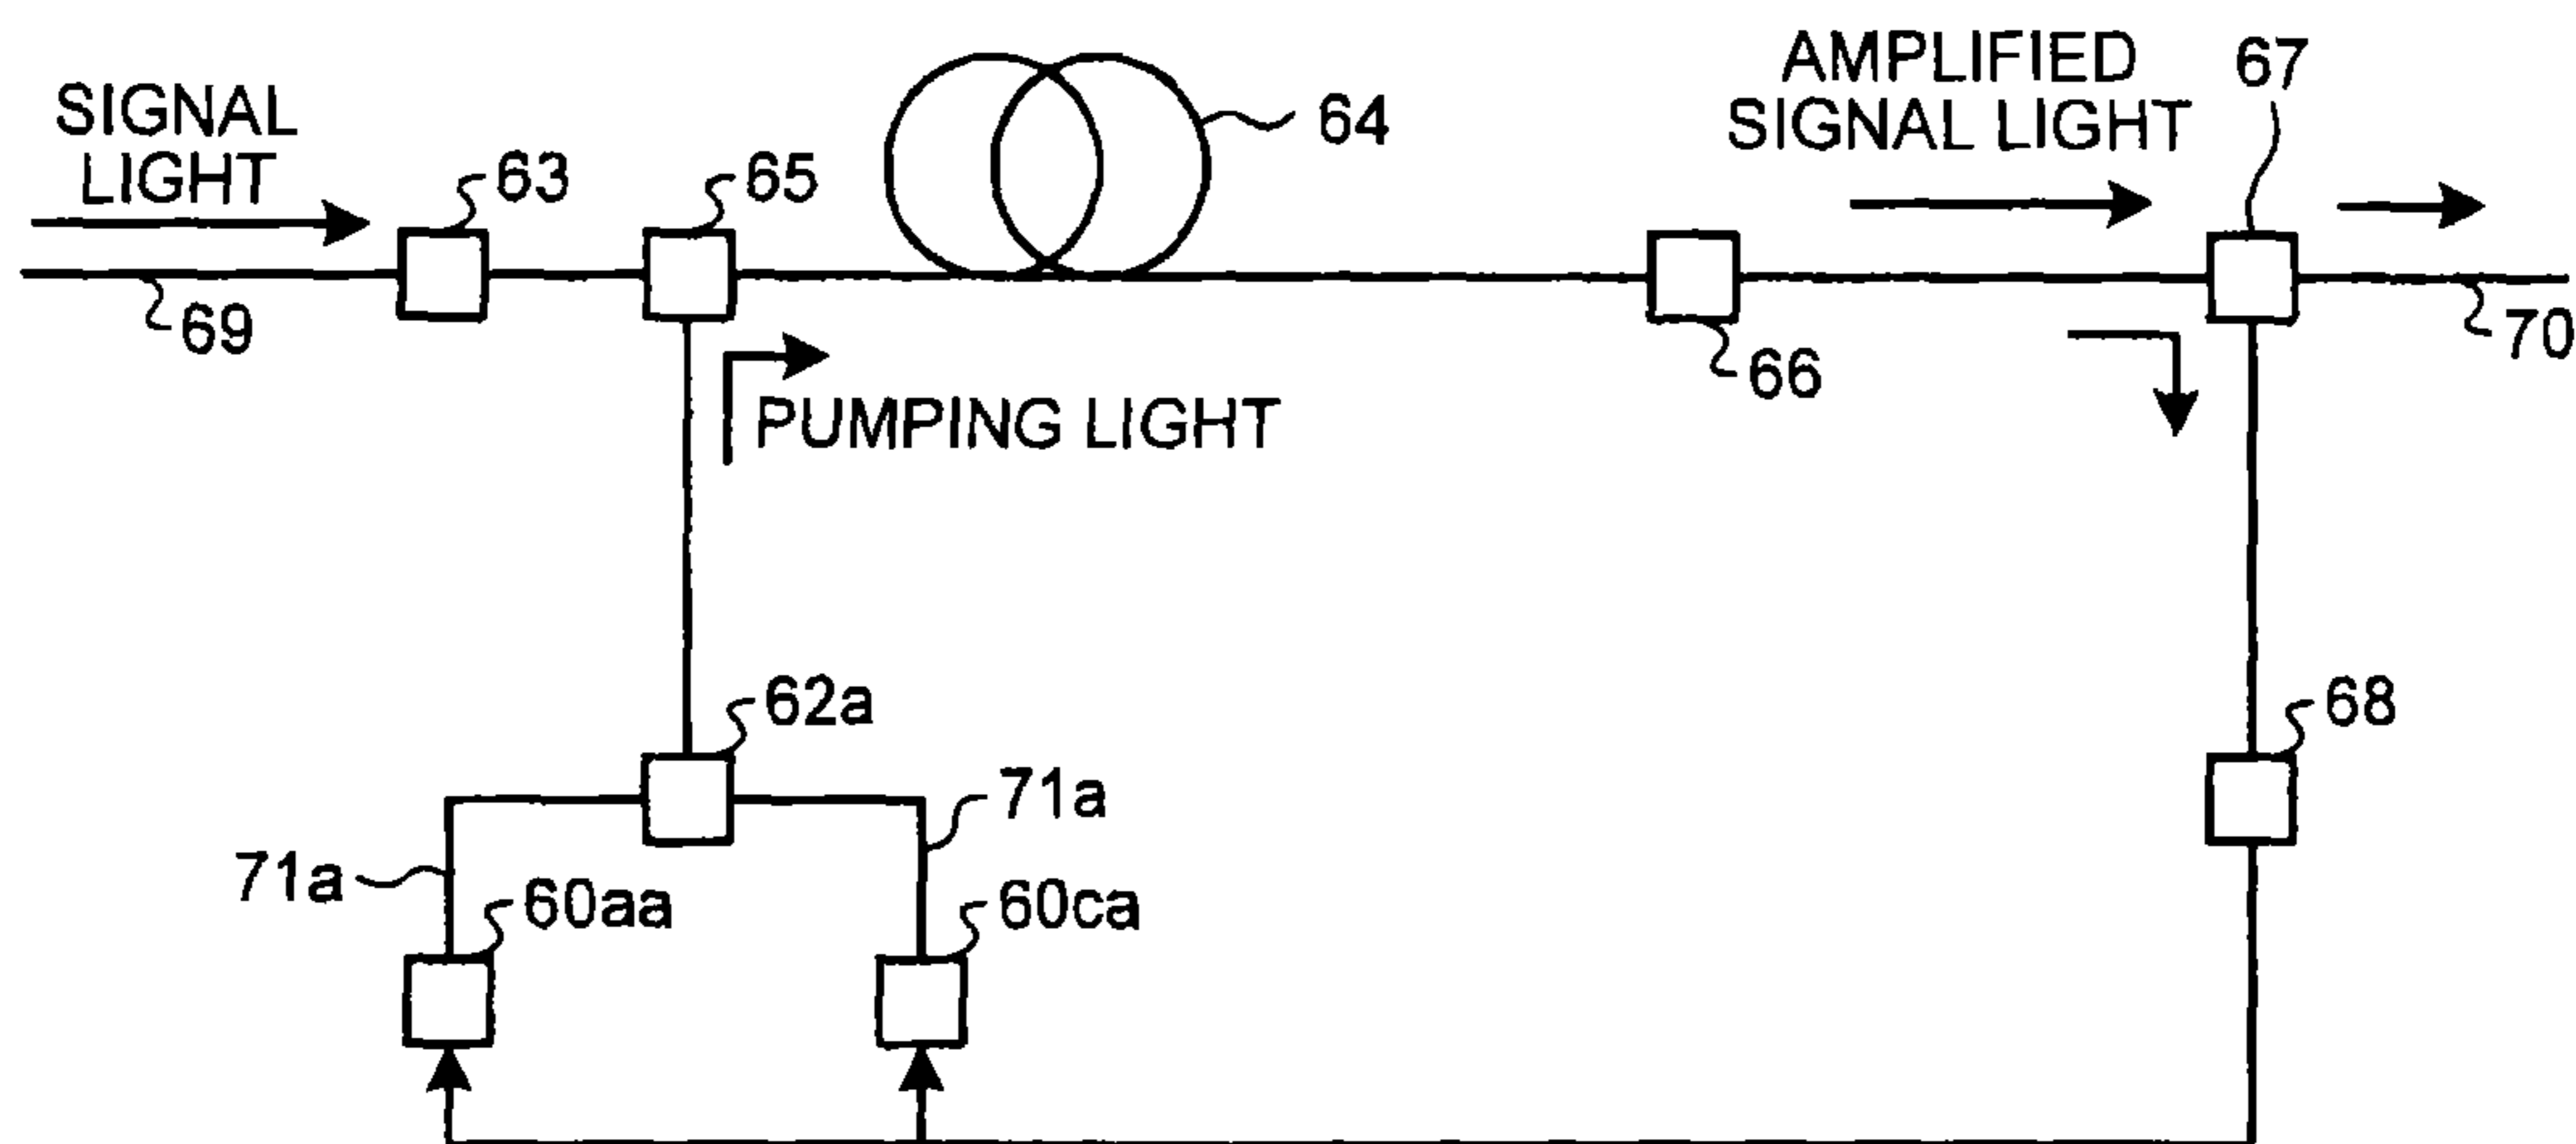 AMPLIFIED
SIGNAL LIGHT
67
SIGNAL
LIGHT
63
65
64
69
66
70
PUMPING LIGHT
62a
68
71a
71a
60aa
60ca